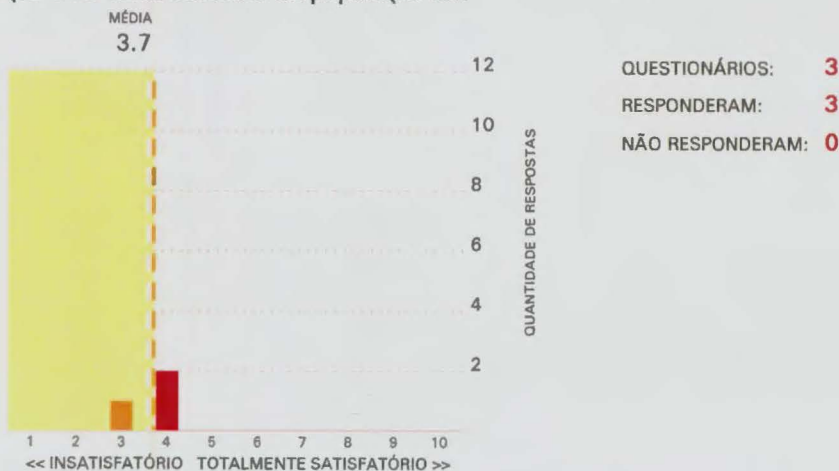 MÉDIA
3.7
12
10
8
6
4
2
QUANTIDADE DE RESPOSTAS
1 2 3 4 5 6 7 8 9 10
<< INSATISFATÓRIO TOTALMENTE SATISFATÓRIO >>
QUESTIONÁRIOS: 3
RESPONDERAM: 3
NÃO RESPONDERAM: 0